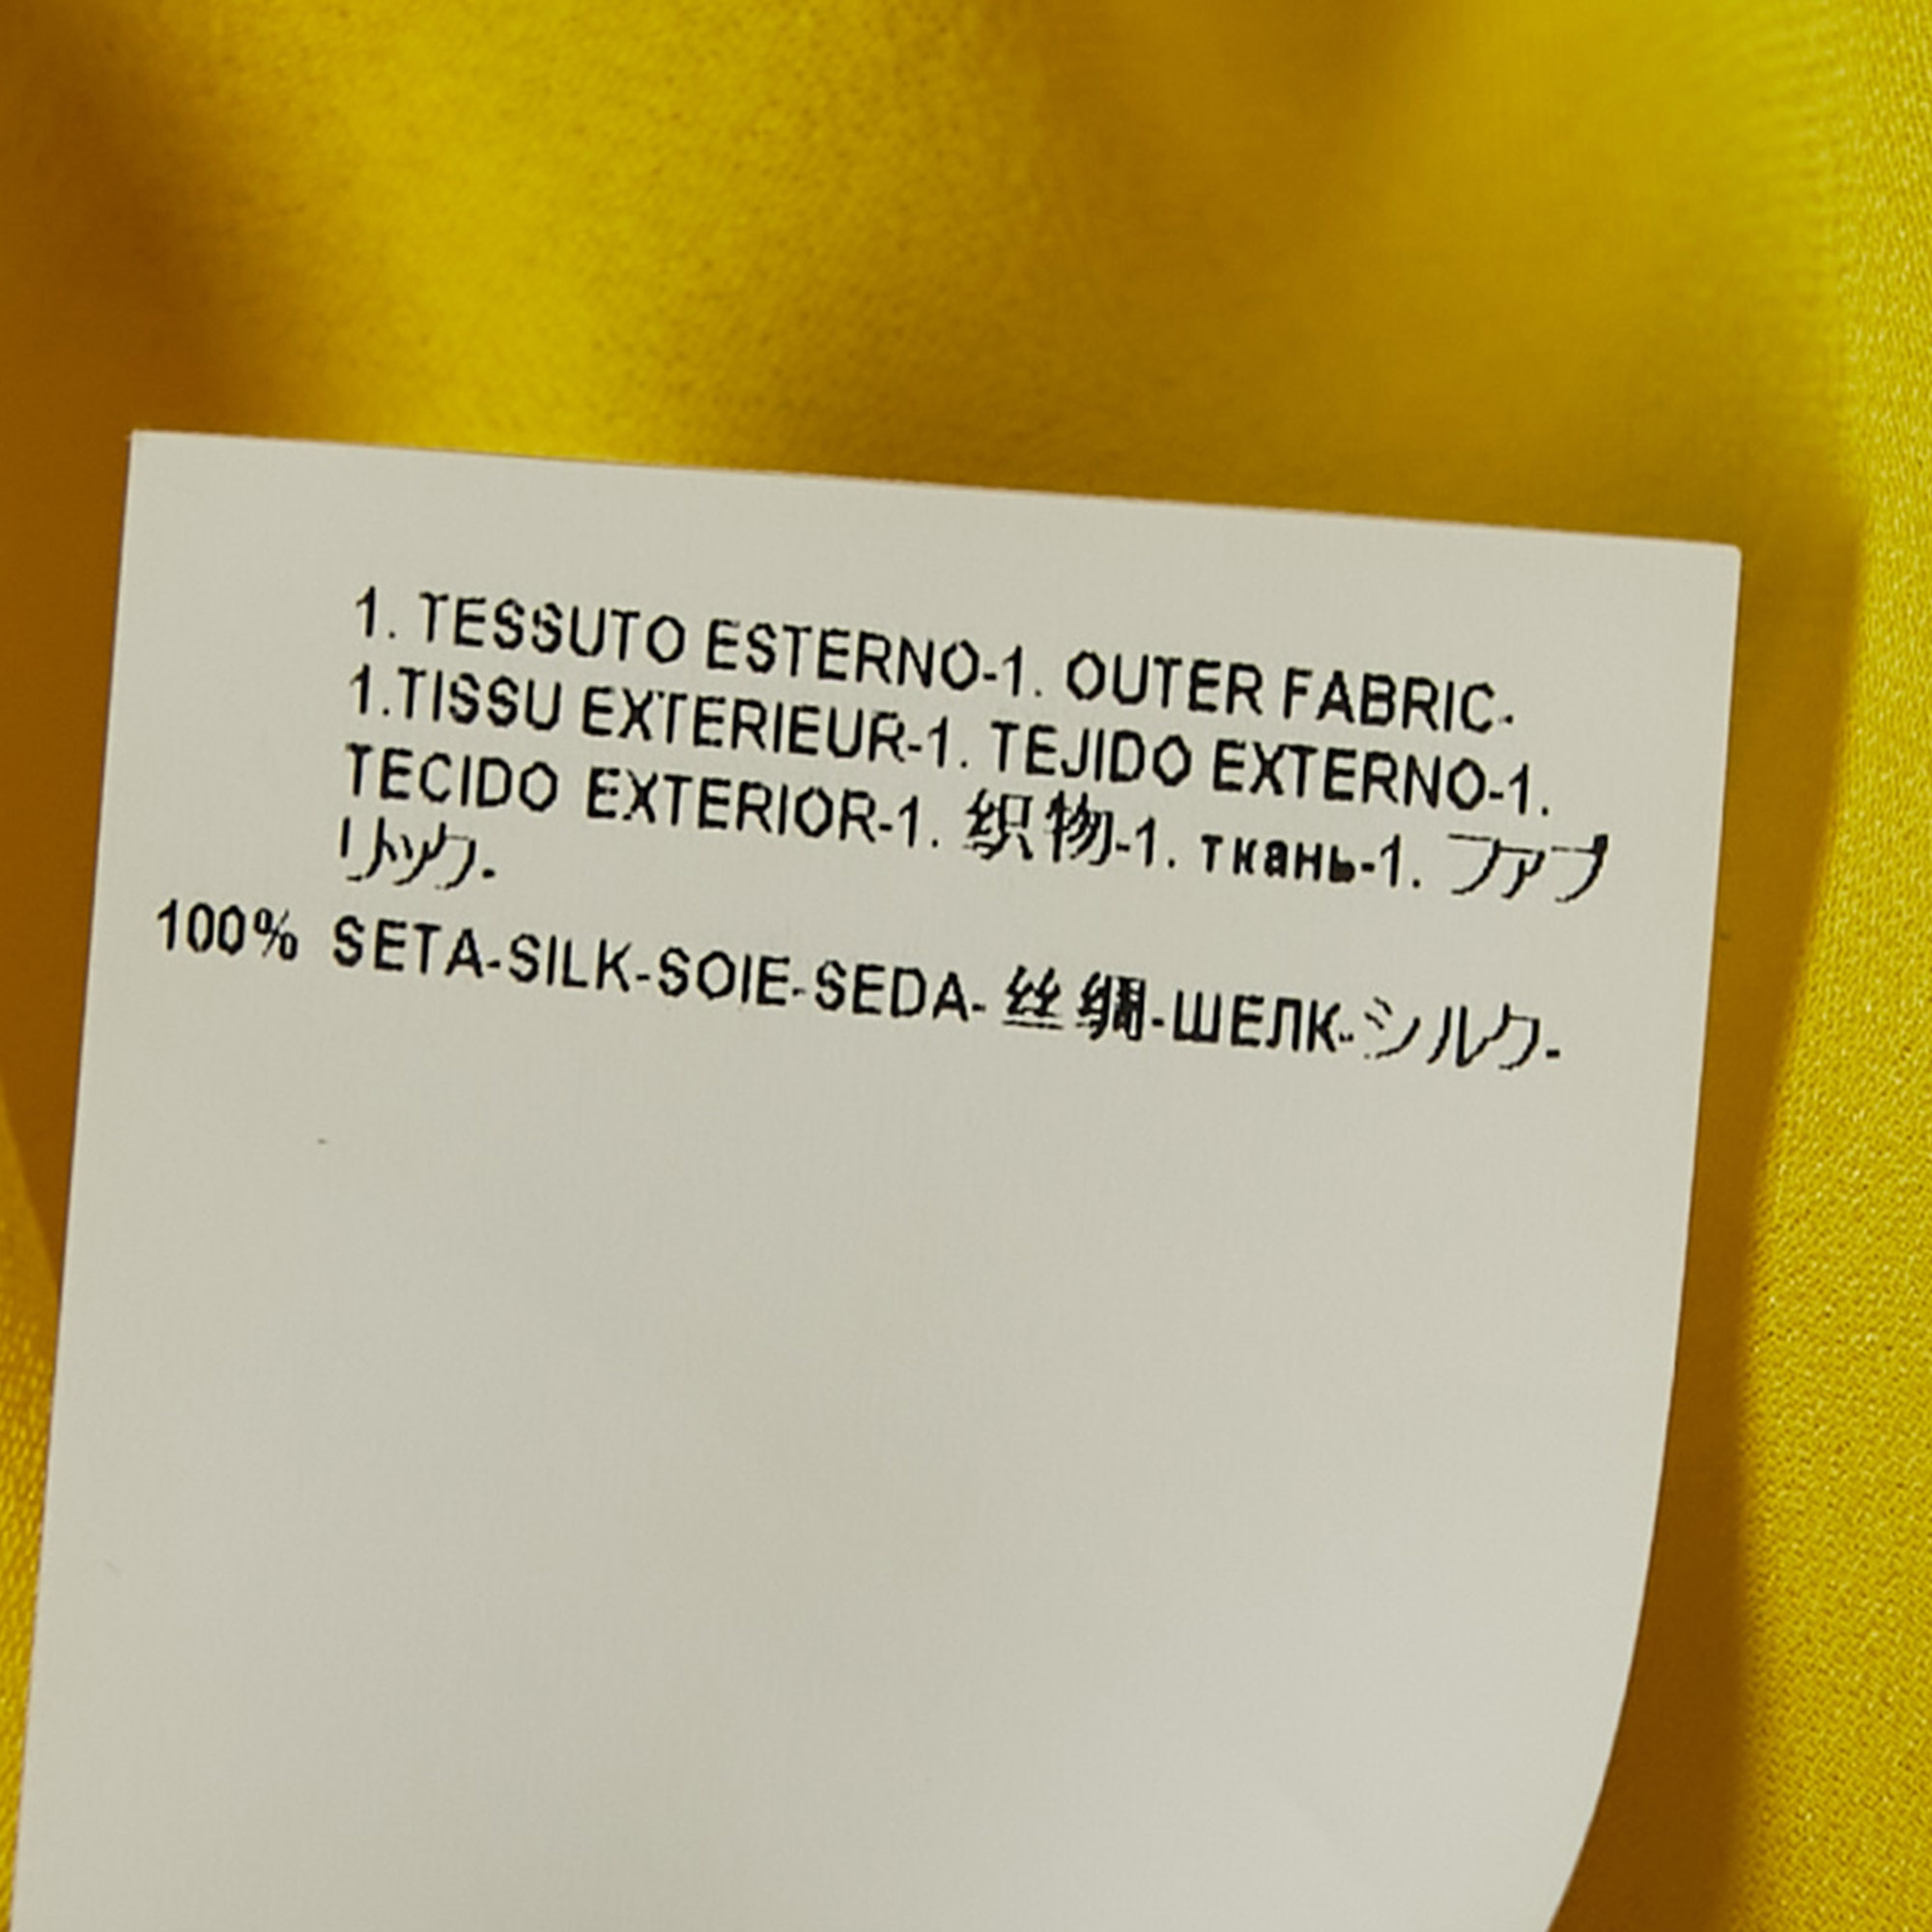 1. TESSUTO ESTERNO-1. OUTER FABRIC-
1.TISSU EXTERIEUR-1. TEJIDO EXTERNO-1.
TECIDO EXTERIOR-1. 织物-1. ткань-1. ファブ
リック-
100% SETA-SILK-SOIE-SEDA-丝绸-ШЕЛК-シルク-